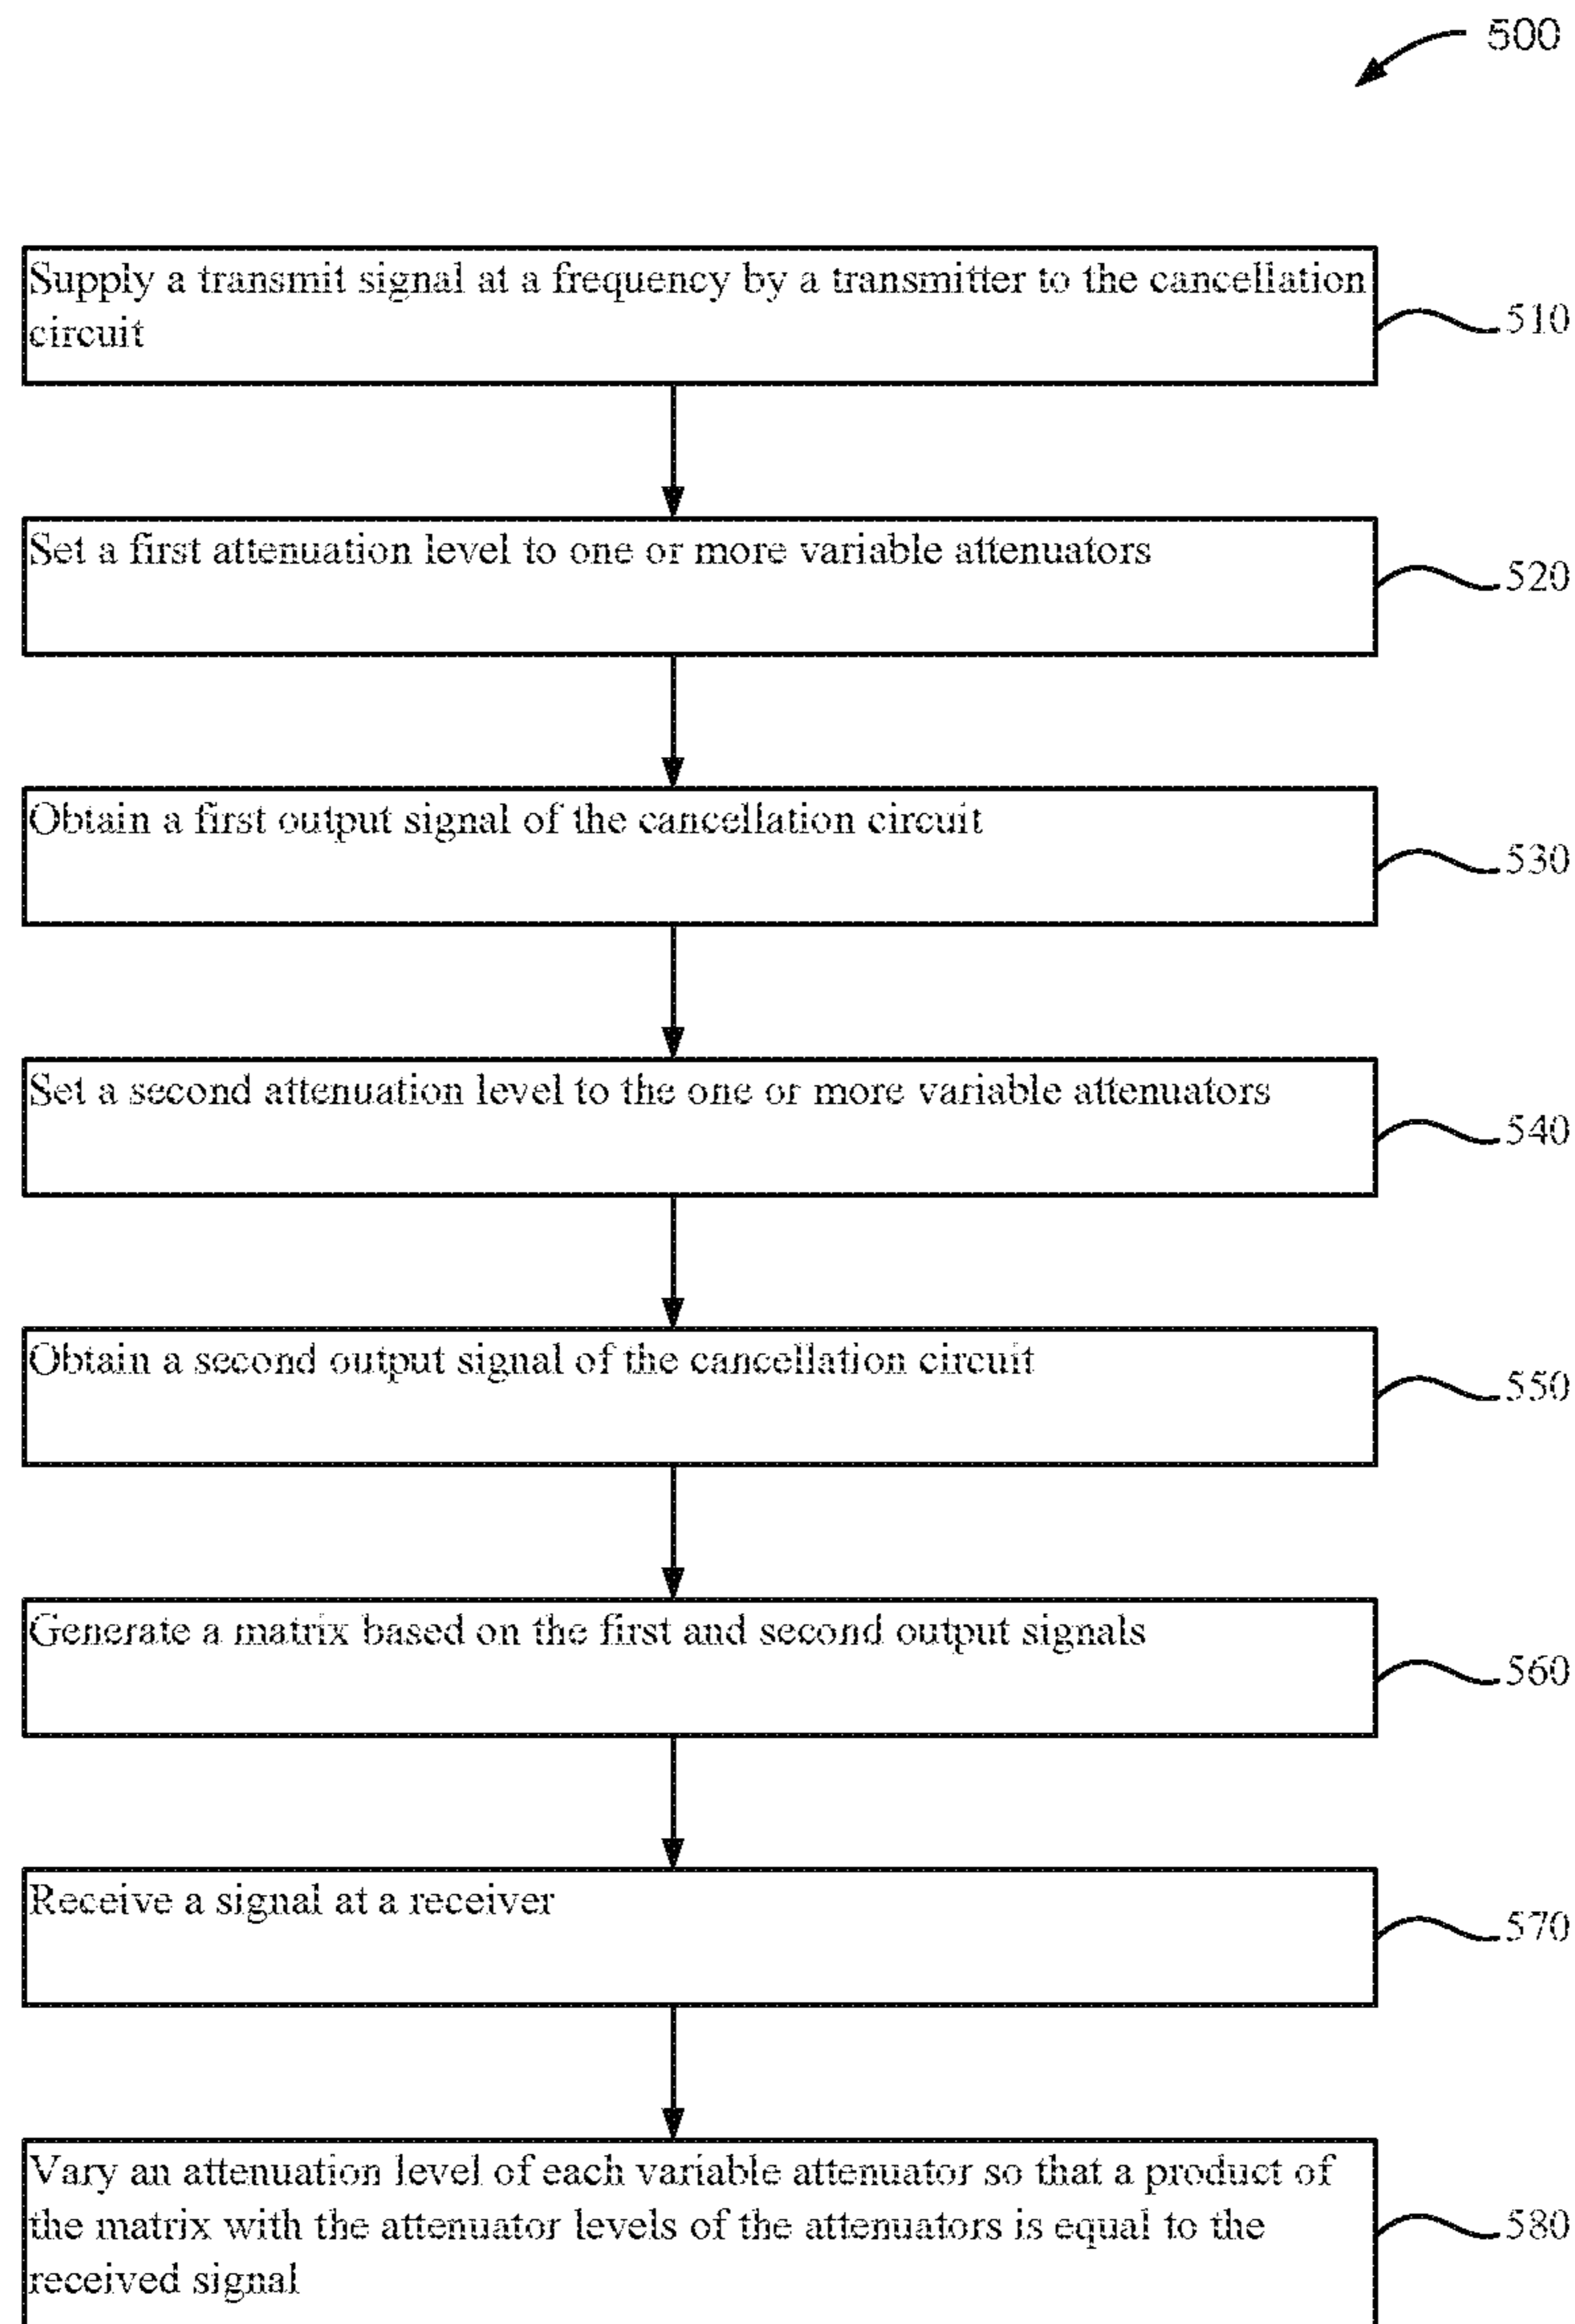 500
Supply a transmit signal at a frequency by a transmitter to the cancellation
circuit
510
Set a first attenuation level to one or more variable attenuators
520
Obtain a first output signal of the cancellation circuit
530
Set a second attenuation level to the one or more variable attenuators
540
Obtain a second output signal of the cancellation circuit
550
Generate a matrix based on the first and second output signals
560
Receive a signal at a receiver
570
Vary an attenuation level of each variable attenuator so that a product of
the matrix with the attenuator levels of the attenuators is equal to the
received signal
580